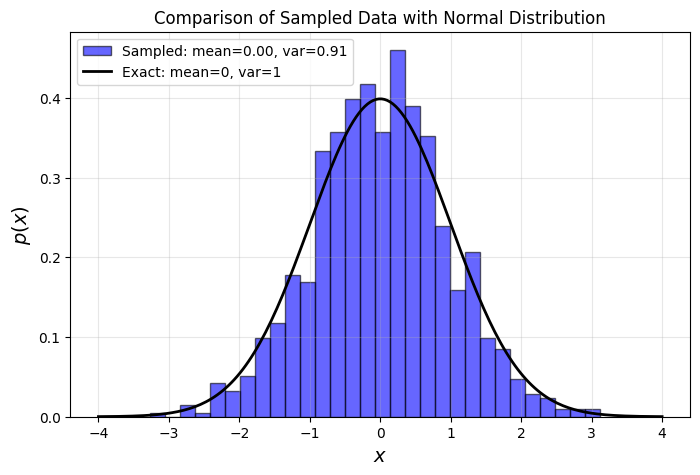 Comparison of Sampled Data with Normal Distribution
Sampled: mean=0.00, var=0.91
Exact: mean=0, var=1
p(x)
0.4
0.3
0.2
0.1
0.0
−4 −3 −2 −1 0 1 2 3 4
x